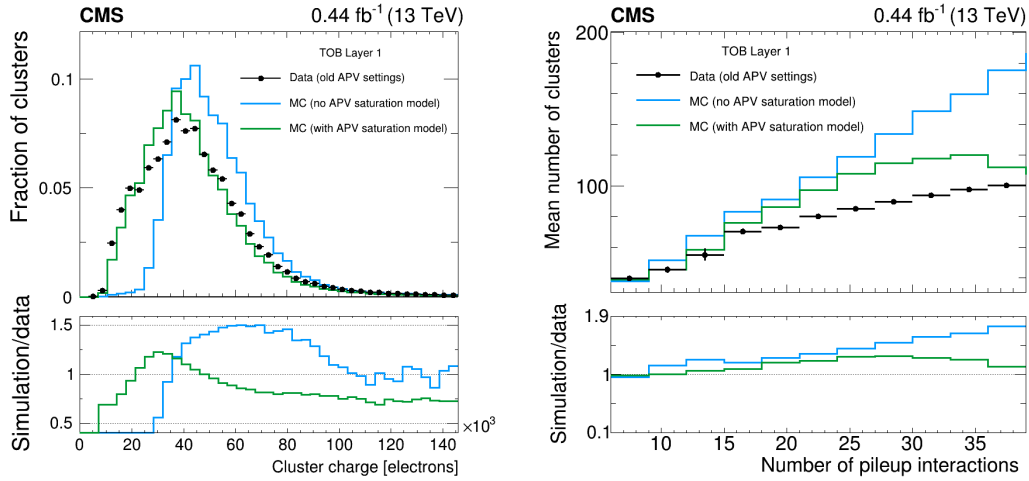 CMS 0.44 fb⁻¹ (13 TeV)
TOB Layer 1
Data (old APV settings)
MC (no APV saturation model)
MC (with APV saturation model)
Fraction of clusters
0.1
0.05
0
Simulation/data
1.5
1
0.5
0 20 40 60 80 100 120 140
×10³
Cluster charge [electrons]
CMS 0.44 fb⁻¹ (13 TeV)
TOB Layer 1
Data (old APV settings)
MC (no APV saturation model)
MC (with APV saturation model)
Mean number of clusters
200
100
Simulation/data
1.9
1
0.1
10 15 20 25 30 35
Number of pileup interactions